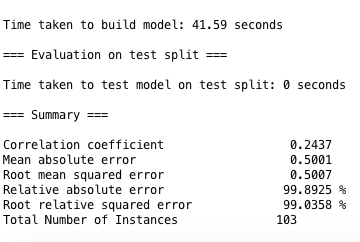 Time taken to build model: 41.59 seconds
=== Evaluation on test split ===
Time taken to test model on test split: 0 seconds
=== Summary ===
Correlation coefficient 0.2437
Mean absolute error 0.5001
Root mean squared error 0.5007
Relative absolute error 99.8925 %
Root relative squared error 99.0358 %
Total Number of Instances 103